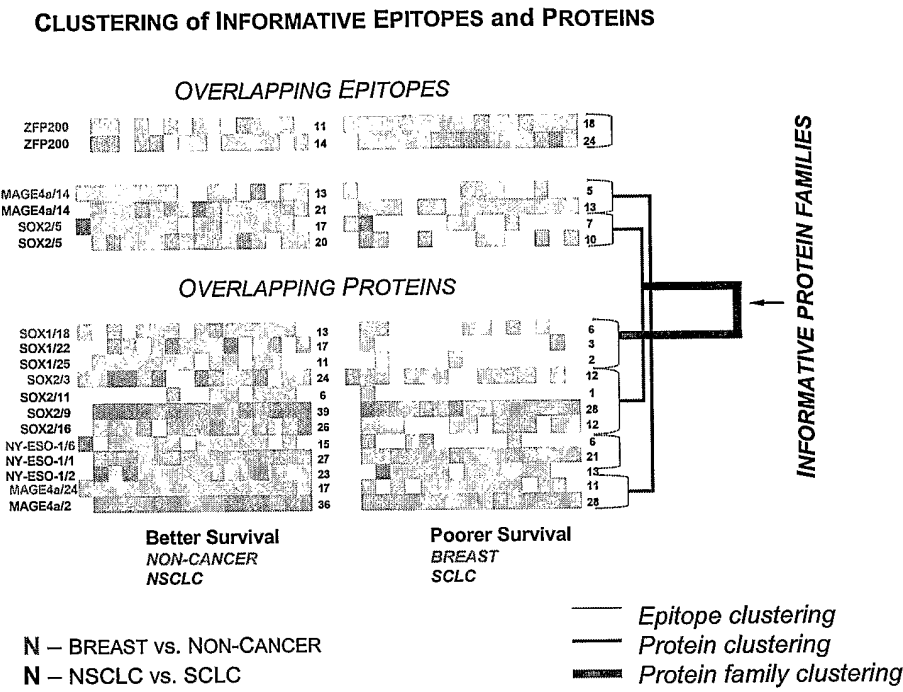 CLUSTERING of INFORMATIVE EPITOPES and PROTEINS
OVERLAPPING EPITOPES
ZFP200 11 18
ZFP200 14 24
MAGE4a/14 13 5
MAGE4a/14 21 13
SOX2/5 17 7
SOX2/5 20 10
OVERLAPPING PROTEINS
SOX1/18 13 6
SOX1/22 17 3
SOX1/25 11 2
SOX2/3 24 12
SOX2/11 6 1
SOX2/9 39 28
SOX2/16 26 12
NY-ESO-1/6 15 6
NY-ESO-1/1 27 21
NY-ESO-1/2 23 13
MAGE4a/24 17 11
MAGE4a/2 36 28
INFORMATIVE PROTEIN FAMILIES
Better Survival
NON-CANCER
NSCLC
Poorer Survival
BREAST
SCLC
N – BREAST vs. NON-CANCER
N – NSCLC vs. SCLC
Epitope clustering
Protein clustering
Protein family clustering